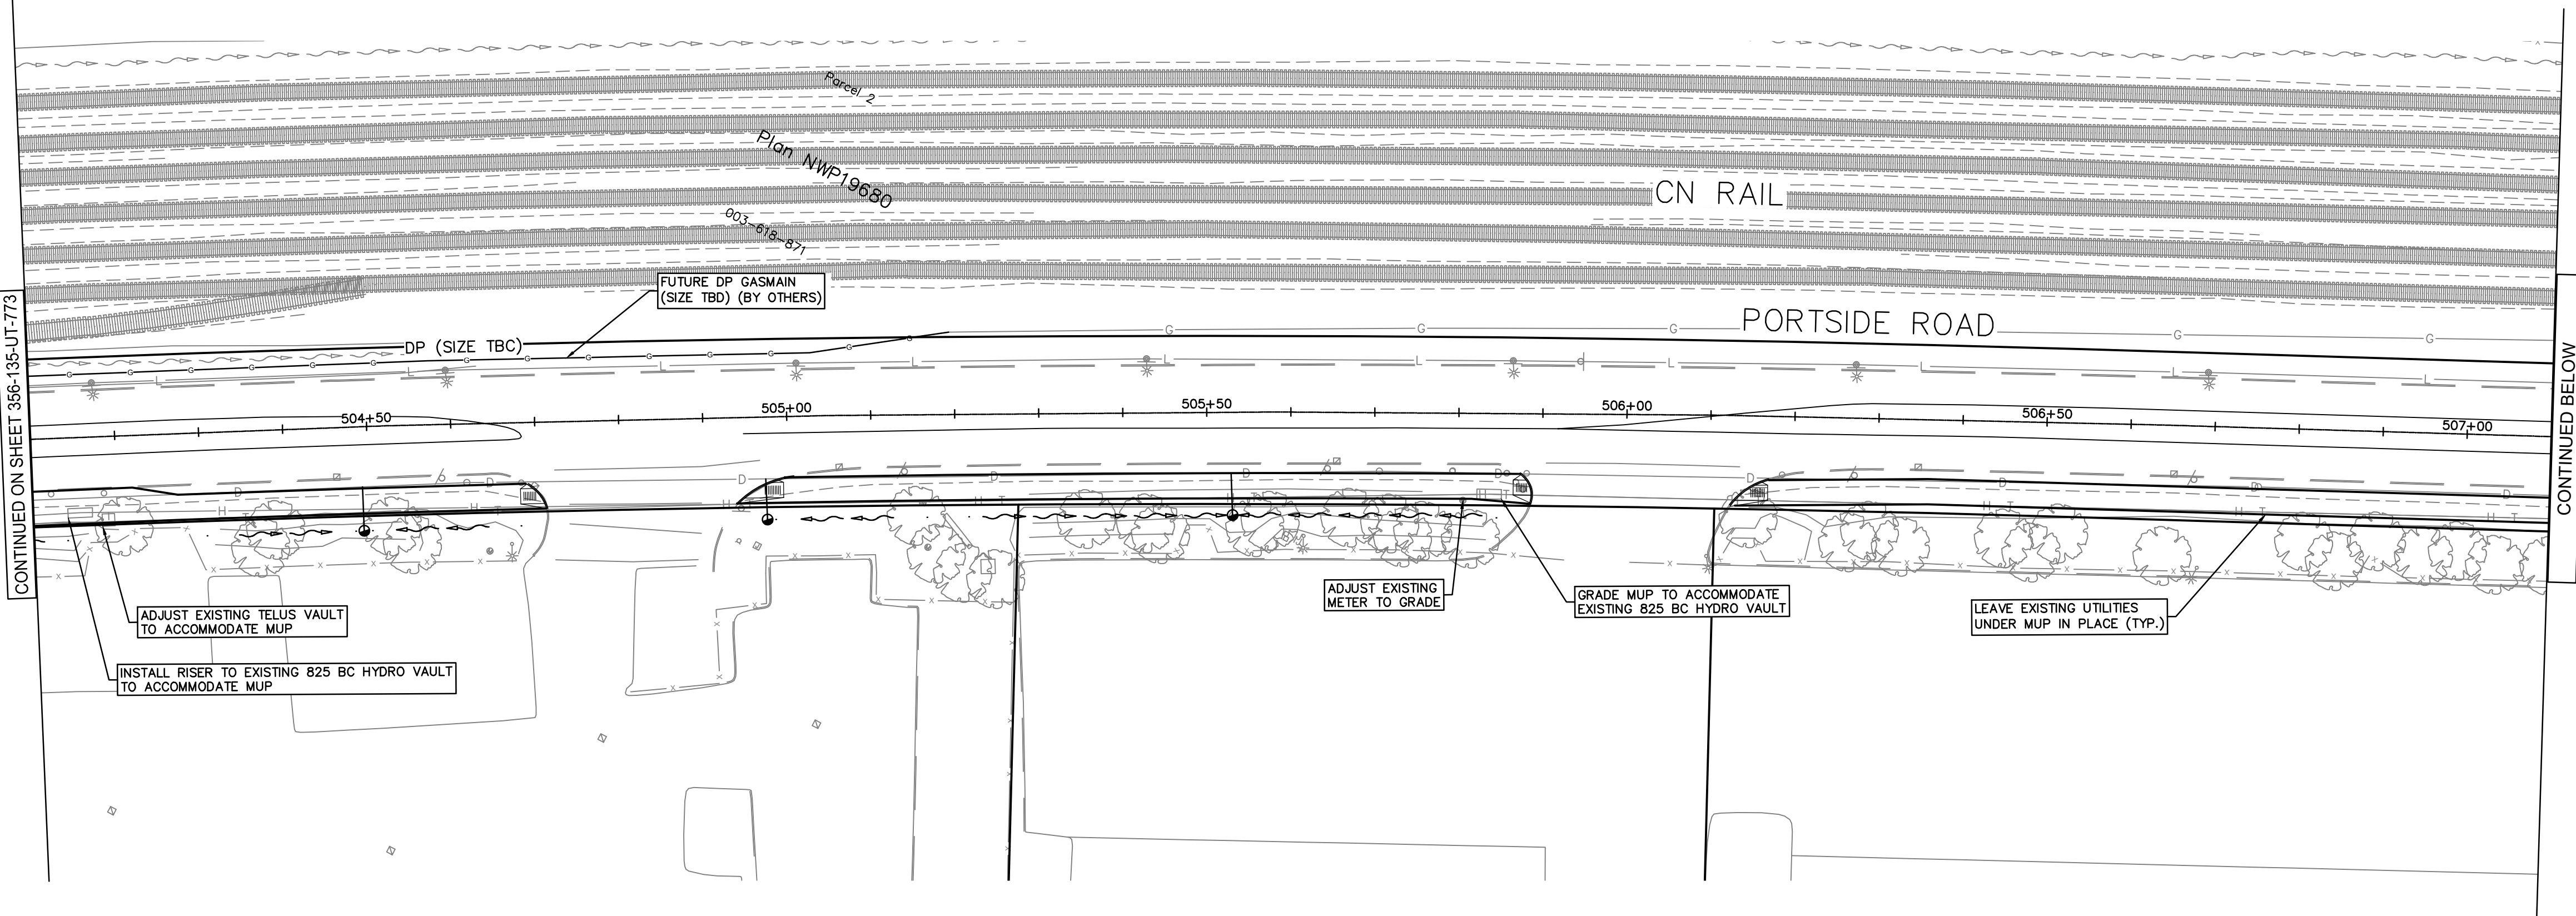 Parcel 2
Plan NWP19680
003-618-871
CN RAIL
FUTURE DP GASMAIN
(SIZE TBD) (BY OTHERS)
PORTSIDE ROAD
DP (SIZE TBC)
CONTINUED ON SHEET 356-135-UT-773
CONTINUED BELOW
504+50
505+00
505+50
506+00
506+50
507+00
ADJUST EXISTING TELUS VAULT
TO ACCOMMODATE MUP
INSTALL RISER TO EXISTING 825 BC HYDRO VAULT
TO ACCOMMODATE MUP
ADJUST EXISTING
METER TO GRADE
GRADE MUP TO ACCOMMODATE
EXISTING 825 BC HYDRO VAULT
LEAVE EXISTING UTILITIES
UNDER MUP IN PLACE (TYP.)